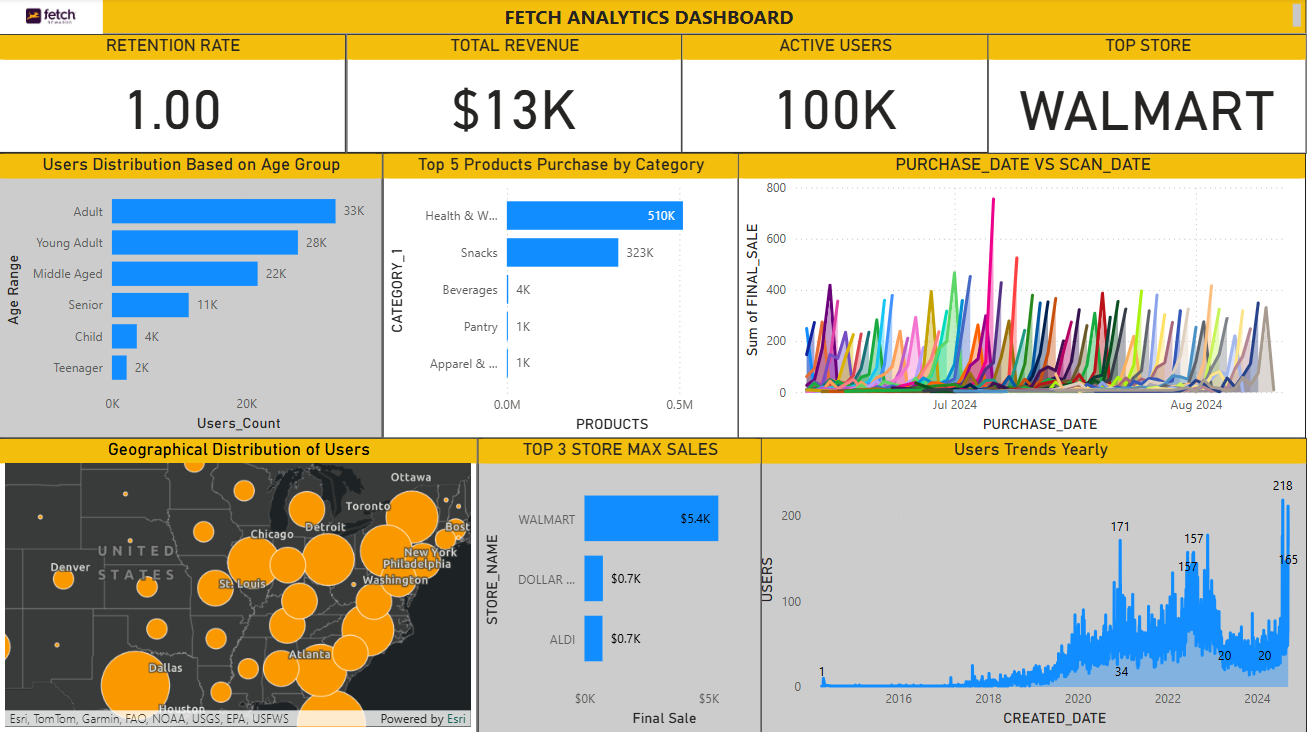 fetch
FETCH ANALYTICS DASHBOARD
RETENTION RATE
1.00
TOTAL REVENUE
$13K
ACTIVE USERS
100K
TOP STORE
WALMART
Users Distribution Based on Age Group
Age Range
Adult 33K
Young Adult 28K
Middle Aged 22K
Senior 11K
Child 4K
Teenager 2K
0K 20K
Users_Count
Top 5 Products Purchase by Category
CATEGORY_1
Health & W... 510K
Snacks 323K
Beverages 4K
Pantry 1K
Apparel & ... 1K
0.0M 0.5M
PRODUCTS
PURCHASE_DATE VS SCAN_DATE
Sum of FINAL_SALE
800
600
400
200
0
Jul 2024 Aug 2024
PURCHASE_DATE
Geographical Distribution of Users
Ottawa
Toronto
Detroit
Bost
Chicago
New York
UNITED
Philadelphia
Denver
STATES
Washington
St. Louis
Atlanta
Dallas
Houston
Esri, TomTom, Garmin, FAO, NOAA, USGS, EPA, USFWS Powered by Esri
TOP 3 STORE MAX SALES
STORE_NAME
WALMART $5.4K
DOLLAR ... $0.7K
ALDI $0.7K
$0K $5K
Final Sale
Users Trends Yearly
USERS
218
200
171
157
157
165
100
20 20
1
34
0
2016 2018 2020 2022 2024
CREATED_DATE